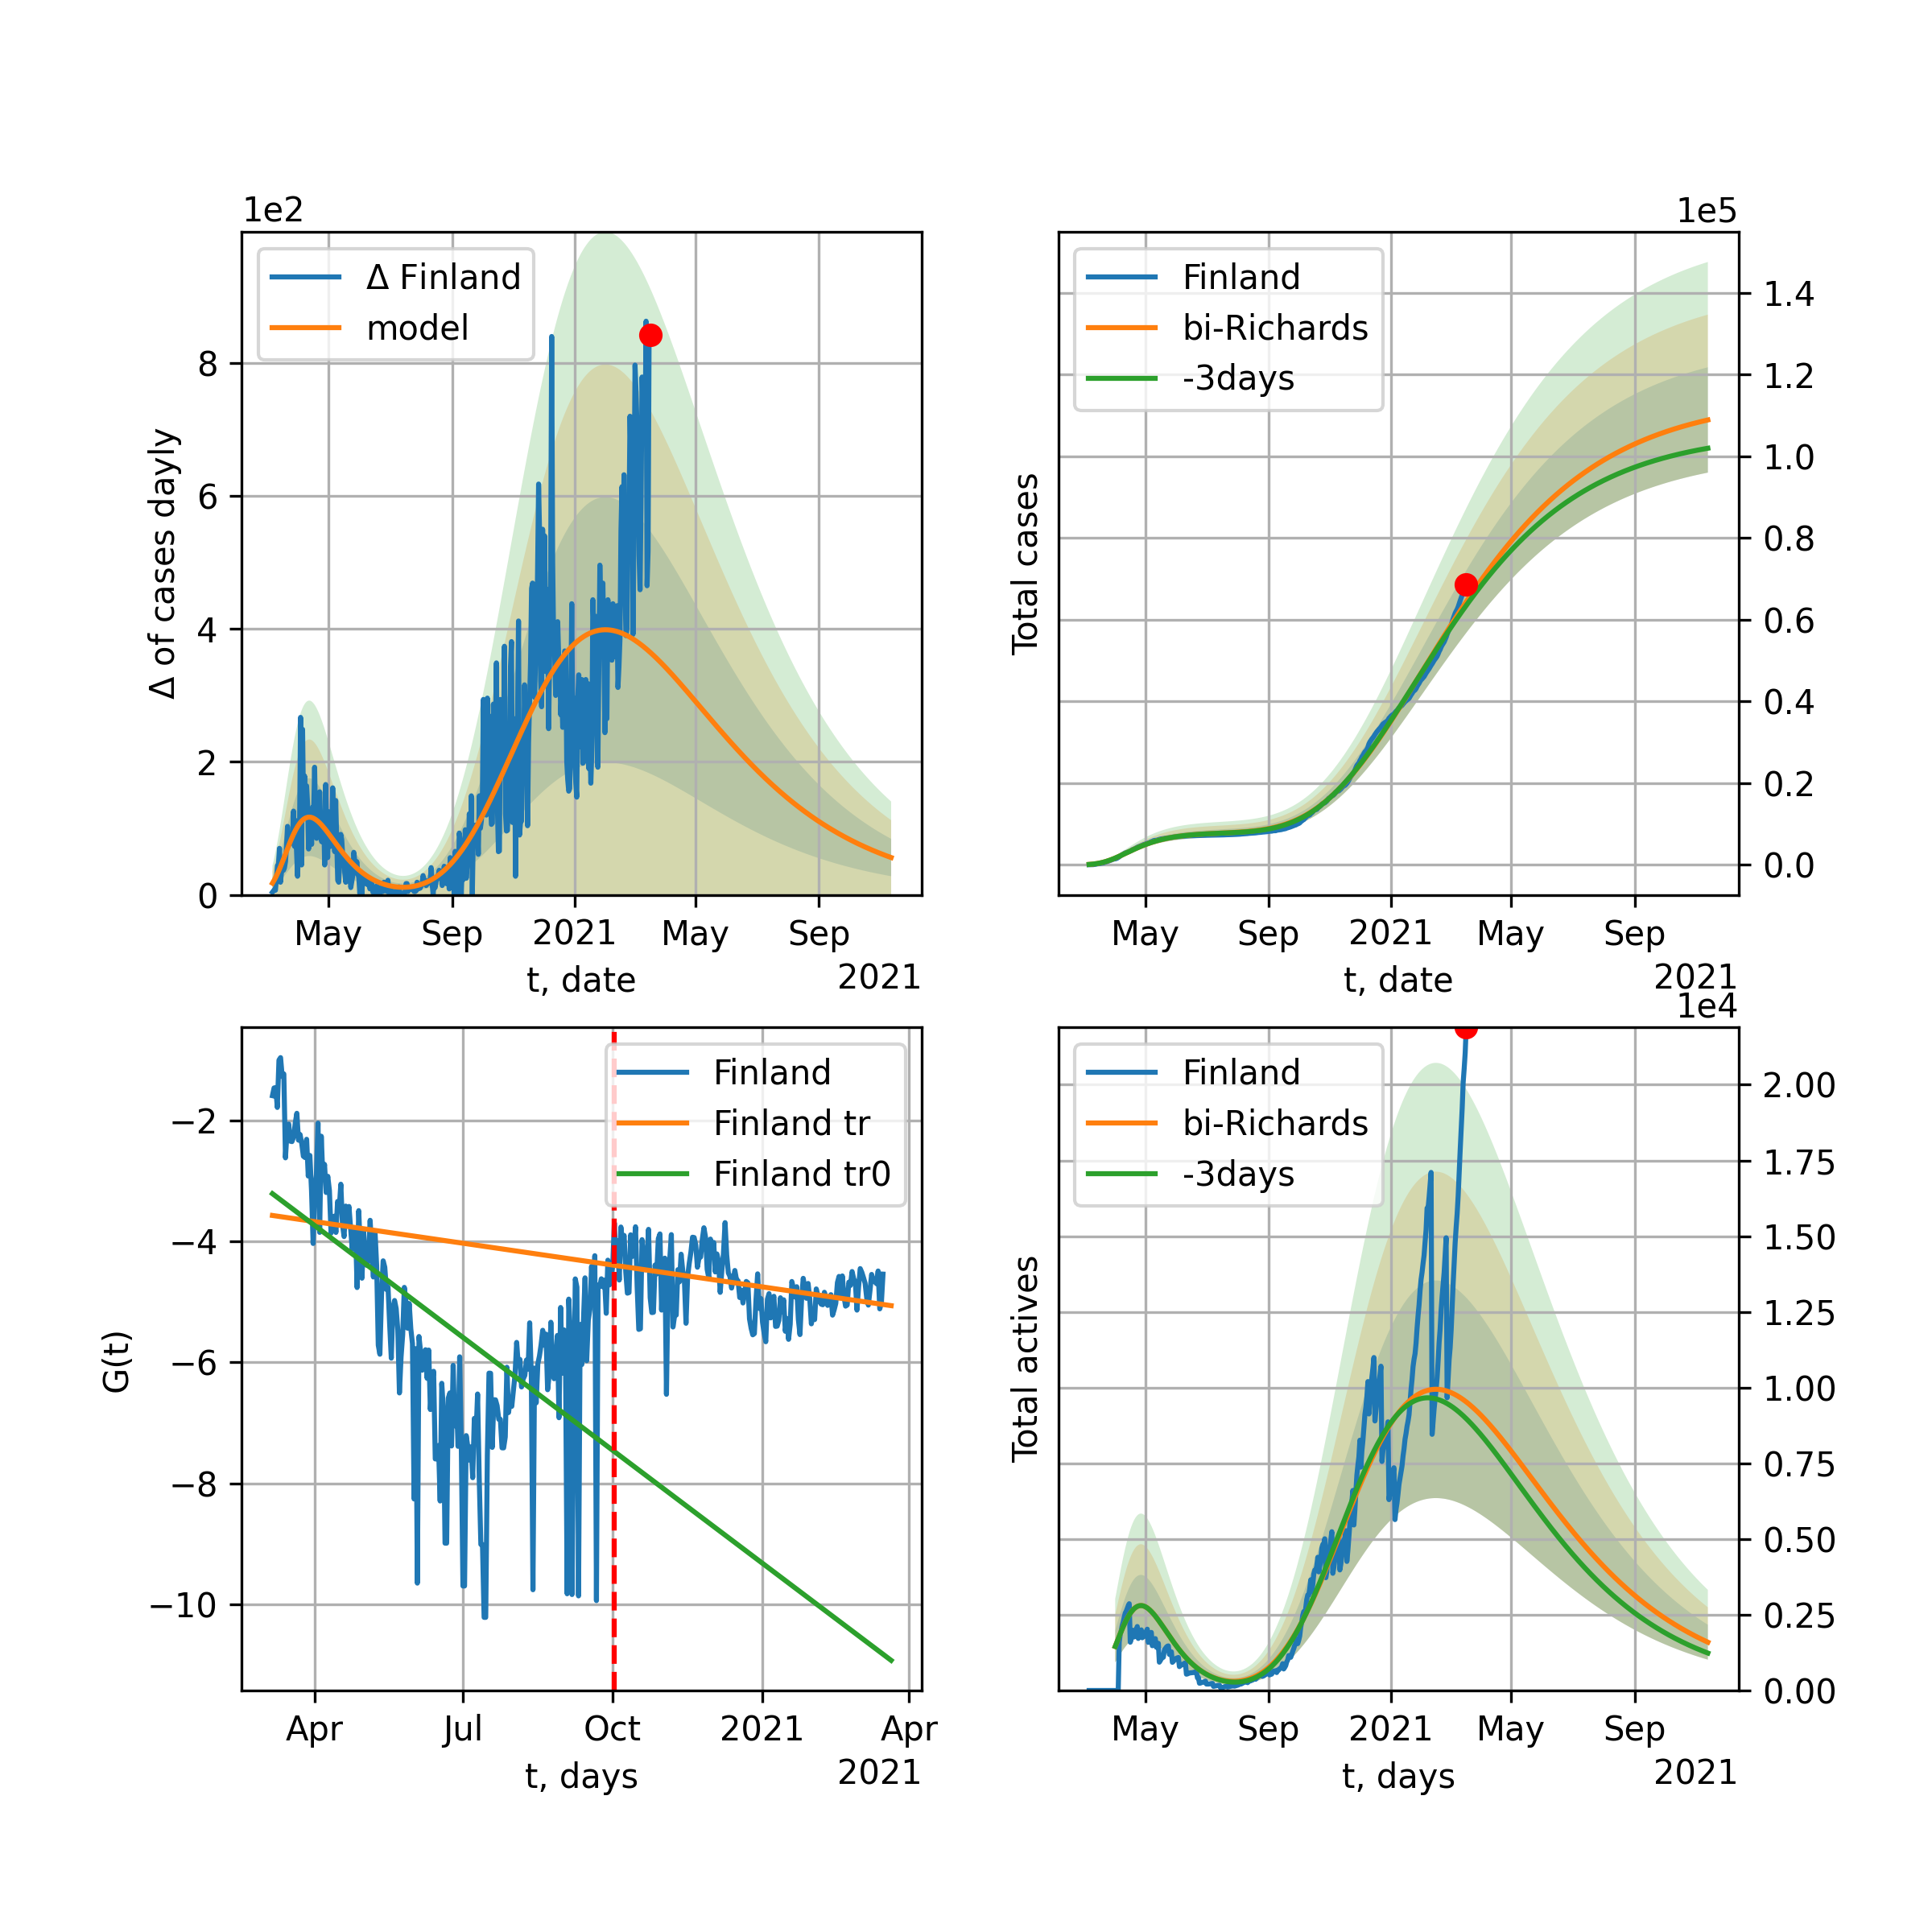 1e2
Δ Finland
model
8
6
4
2
0
Δ of cases dayly
May Sep 2021 May Sep
t, date
2021
1e5
Finland
bi-Richards
-3days
1.4
1.2
1.0
0.8
0.6
0.4
0.2
0.0
Total cases
May Sep 2021 May Sep
t, date
2021
Finland
Finland tr
Finland tr0
−2
−4
−6
−8
−10
G(t)
Apr Jul Oct 2021 Apr
t, days
2021
1e4
Finland
bi-Richards
-3days
2.00
1.75
1.50
1.25
1.00
0.75
0.50
0.25
0.00
Total actives
May Sep 2021 May Sep
t, days
2021